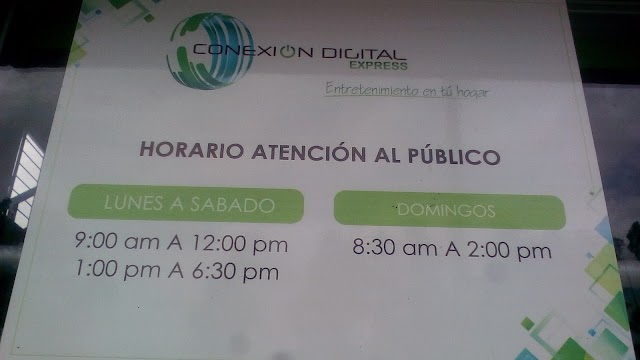 CONEXIÓN DIGITAL
EXPRESS
Entretenimiento en tú hogar
HORARIO ATENCIÓN AL PÚBLICO
LUNES A SABADO
9:00 am A 12:00 pm
1:00 pm A 6:30 pm
DOMINGOS
8:30 am A 2:00 pm